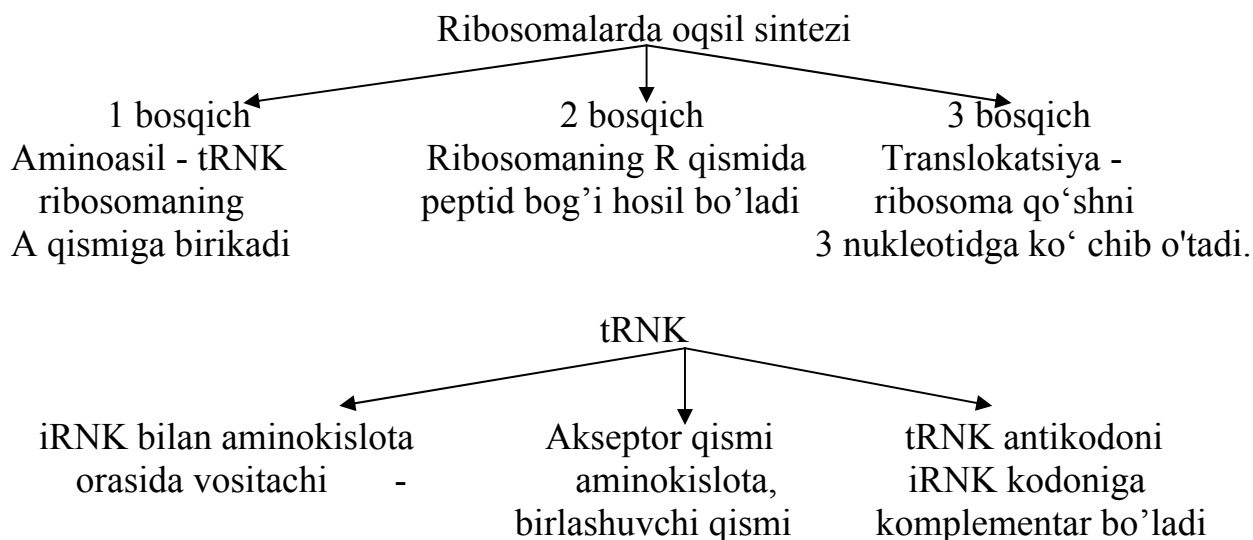 Ribosomalarda oqsil sintezi
1 bosqich
Aminoasil - tRNK
ribosomaning
A qismiga birikadi
2 bosqich
Ribosomaning R qismida
peptid bog’i hosil bo’ladi
3 bosqich
Translokatsiya -
ribosoma qo‘shni
3 nukleotidga ko‘ chib o'tadi.
tRNK
iRNK bilan aminokislota
orasida vositachi -
Akseptor qismi
aminokislota,
birlashuvchi qismi
tRNK antikodoni
iRNK kodoniga
komplementar bo’ladi